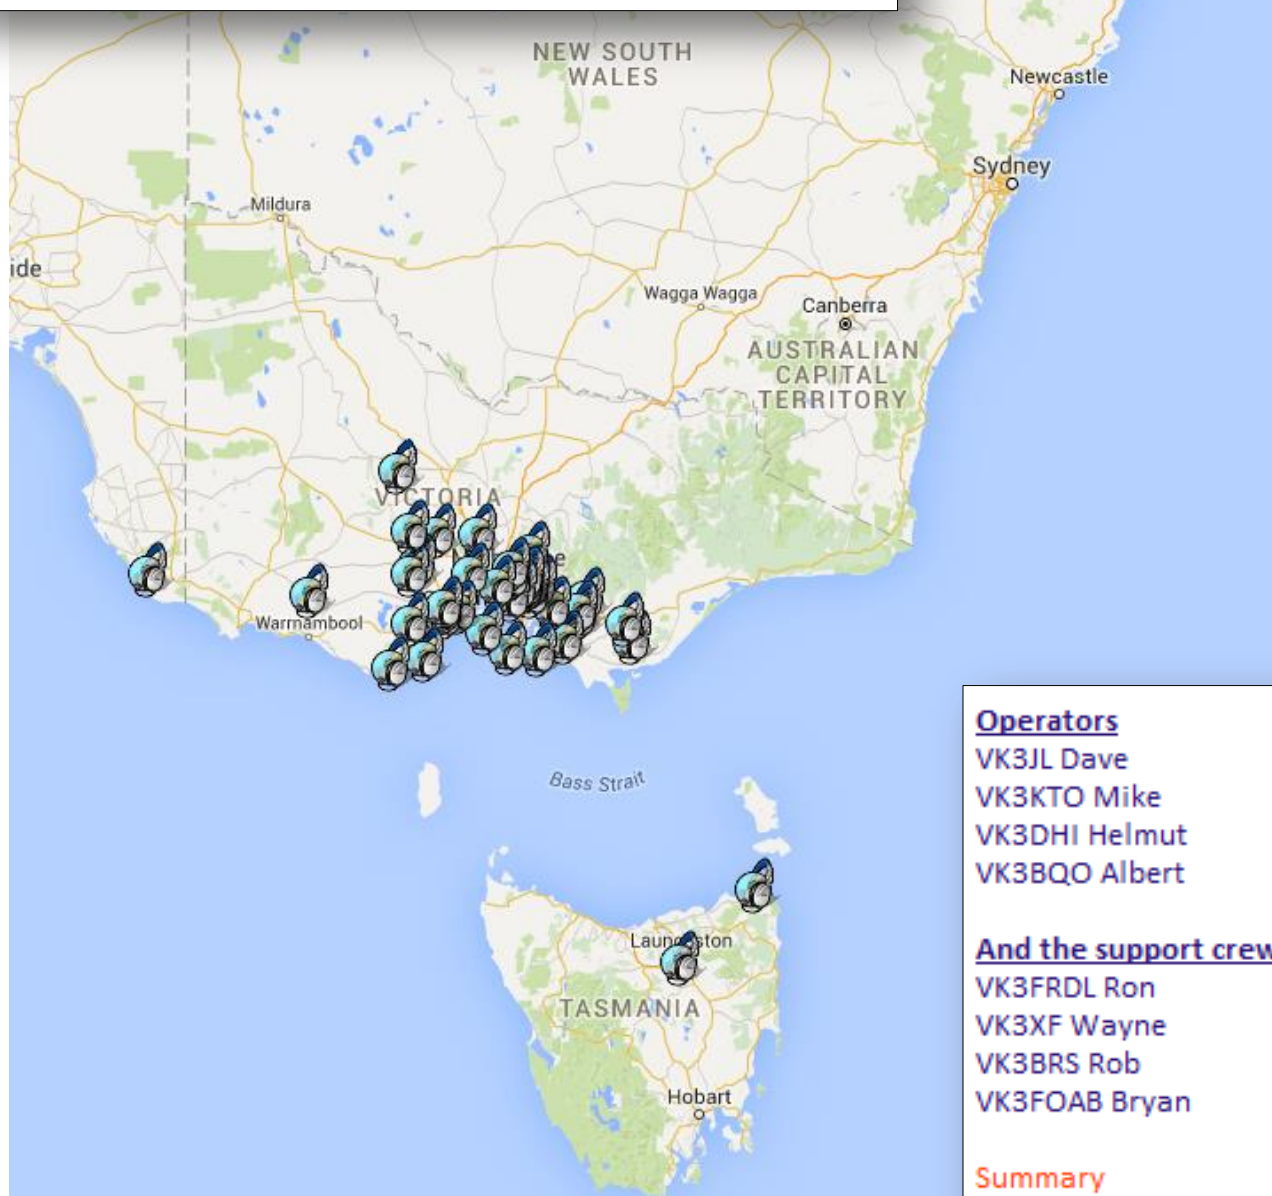 NEW SOUTH
WALES
Newcastle
Sydney
Mildura
ide
Wagga Wagga
Canberra
AUSTRALIAN
CAPITAL
TERRITORY
VICTORIA
Warrnambool
Bass Strait
Operators
VK3JL Dave
VK3KTO Mike
VK3DHI Helmut
VK3BQO Albert
And the support crew
VK3FRDL Ron
VK3XF Wayne
VK3BRS Rob
VK3FOAB Bryan
Summary
Launceston
TASMANIA
Hobart